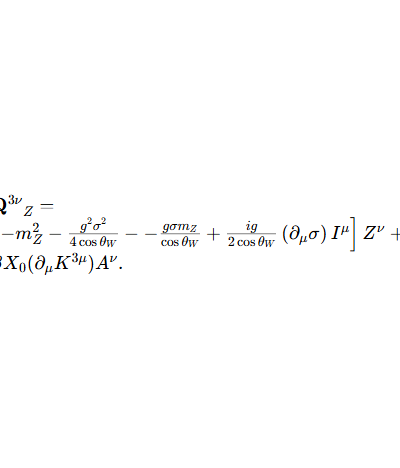 Q^{3ν}_Z =
−m_Z^2 − \frac{g^2σ^2}{4 cos θ_W} − − \frac{gσm_Z}{cos θ_W} + \frac{ig}{2 cos θ_W} (∂_μσ) I^μ] Z^ν +
X_0(∂_μK^{3μ})A^ν.